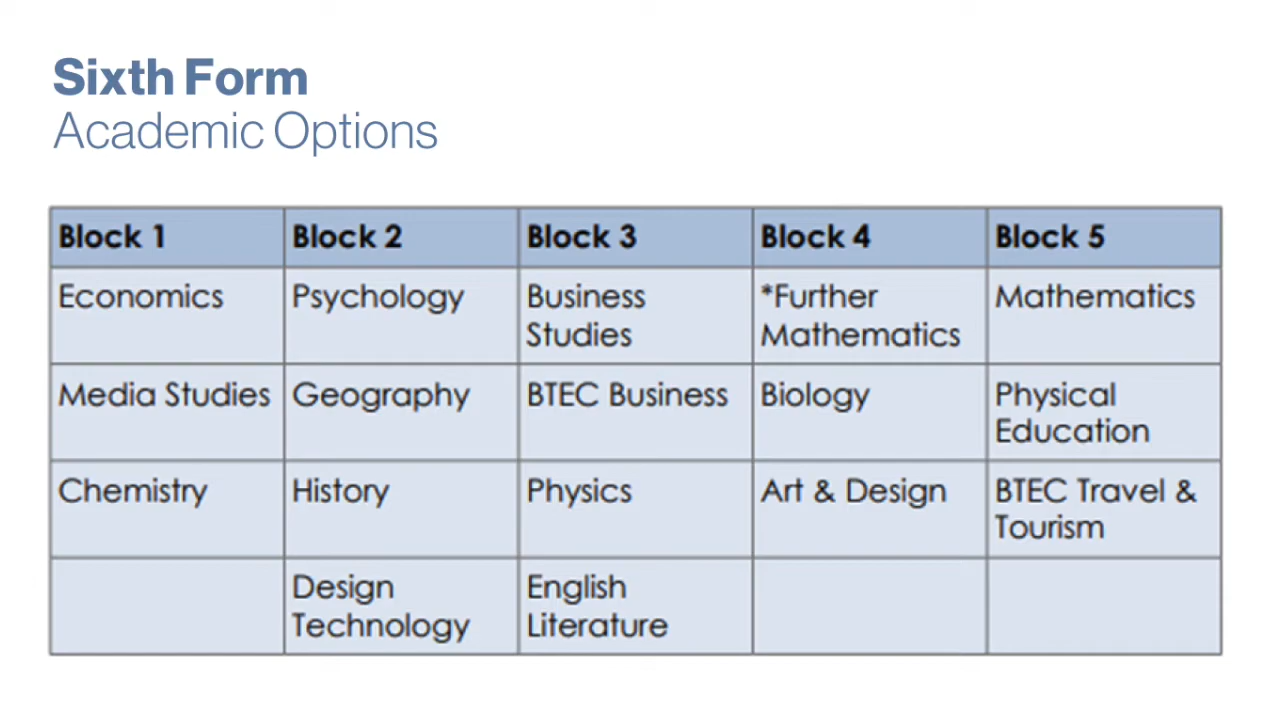 Sixth Form
Academic Options
Block 1 Block 2 Block 3 Block 4 Block 5
Economics Psychology Business Studies *Further Mathematics Mathematics
Media Studies Geography BTEC Business Biology Physical Education
Chemistry History Physics Art & Design BTEC Travel & Tourism
Design Technology English Literature